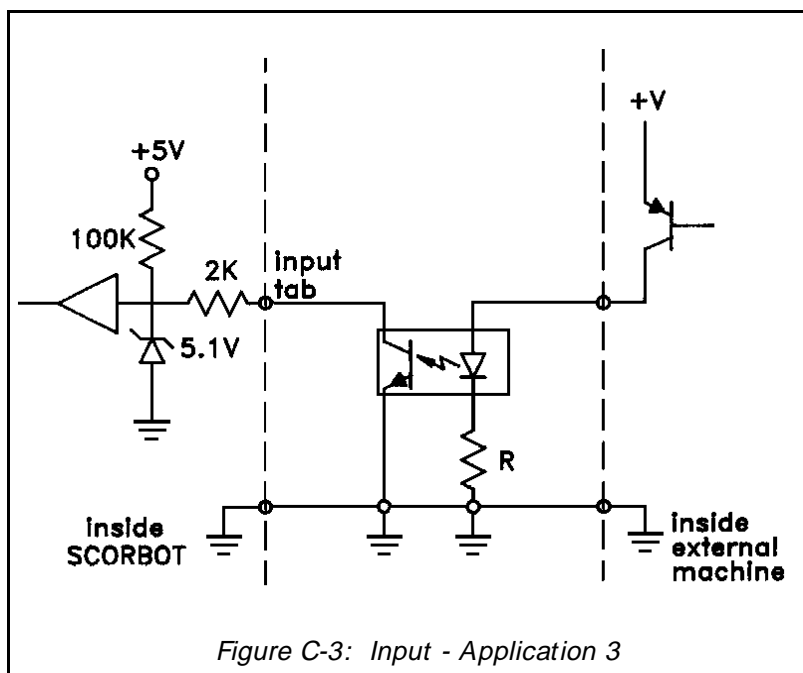 +V
+5V
100K
2K
input
tab
5.1V
R
inside
SCORBOT
inside
external
machine
Figure C-3: Input - Application 3